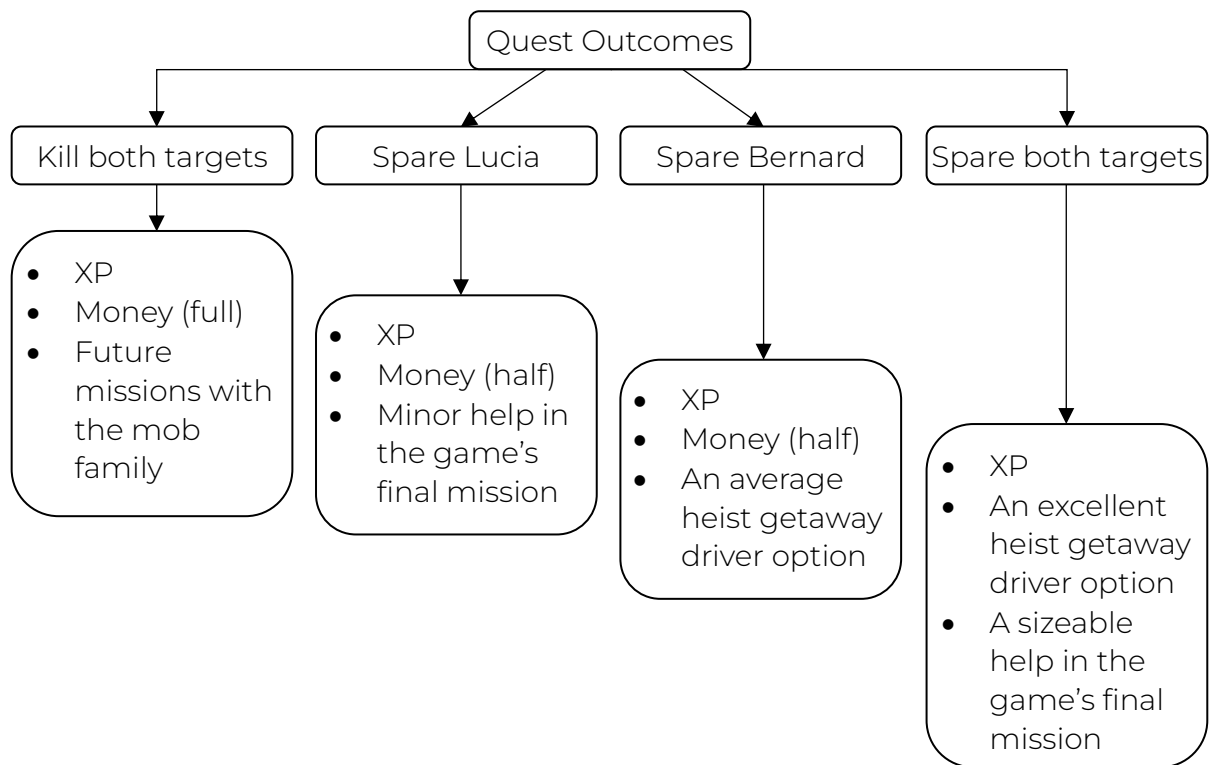 Quest Outcomes
Kill both targets
Spare Lucia
Spare Bernard
Spare both targets
• XP
• Money (full)
• Future
missions with
the mob
family
• XP
• Money (half)
• Minor help in
the game’s
final mission
• XP
• Money (half)
• An average
heist getaway
driver option
• XP
• An excellent
heist getaway
driver option
• A sizeable
help in the
game’s final
mission